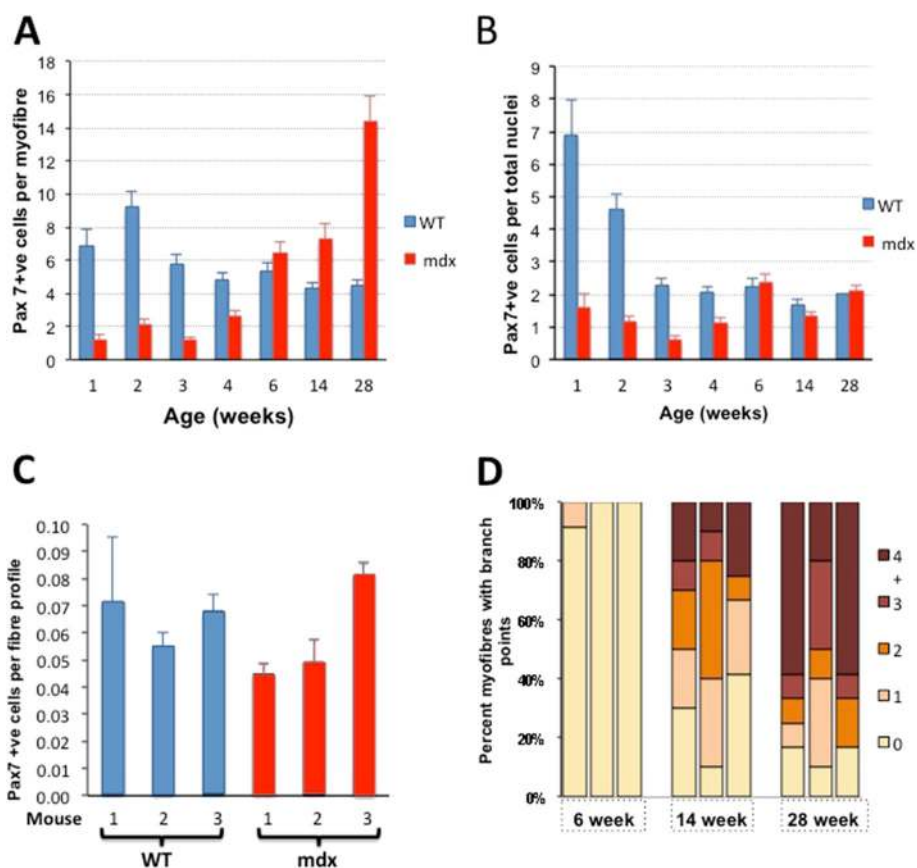 A
Pax 7+ve cells per myofibre
18
16
14
12
10
8
6
4
2
0
1 2 3 4 6 14 28
Age (weeks)
WT
mdx
B
Pax7+ve cells per total nuclei
9
8
7
6
5
4
3
2
1
0
1 2 3 4 6 14 28
Age (weeks)
WT
mdx
C
Pax7 +ve cells per fibre profile
0.10
0.09
0.08
0.07
0.06
0.05
0.04
0.03
0.02
0.01
0.00
Mouse 1 2 3 1 2 3
WT mdx
D
Percent myofibres with branch
points
100%
80%
60%
40%
20%
0%
6 week 14 week 28 week
4
+
3
2
1
0